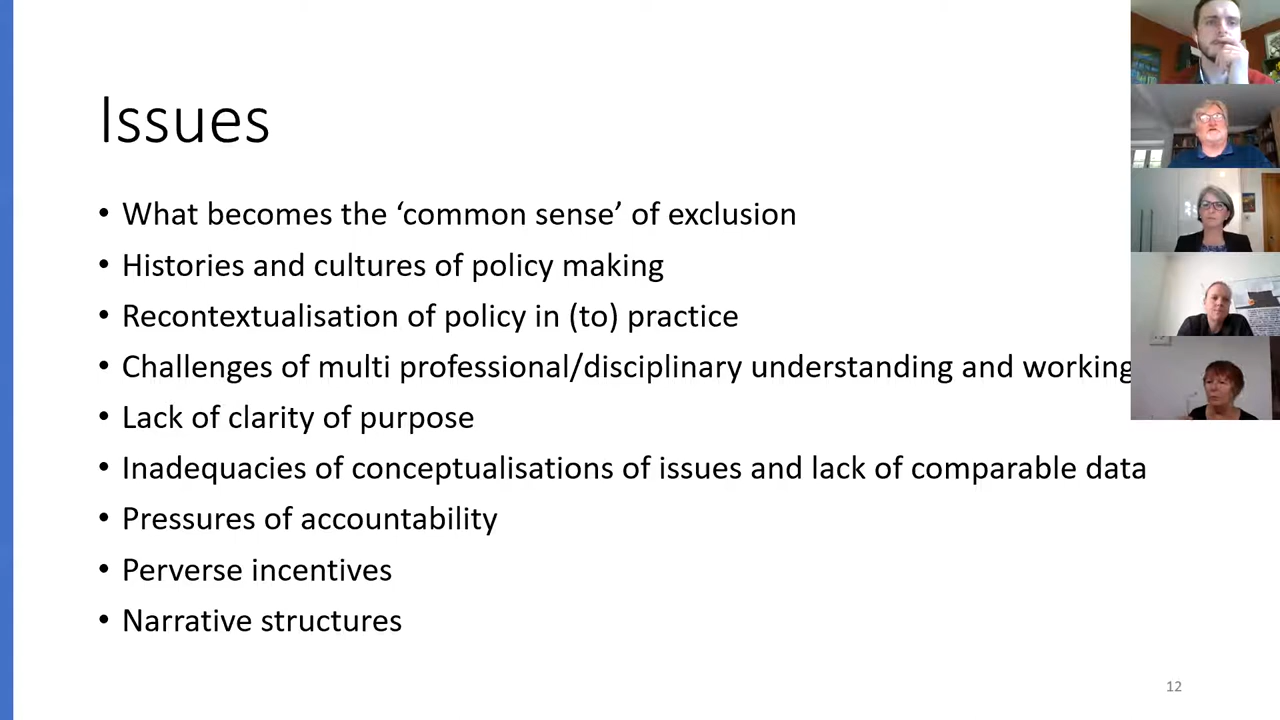 Issues
• What becomes the ‘common sense’ of exclusion
• Histories and cultures of policy making
• Recontextualisation of policy in (to) practice
• Challenges of multi professional/disciplinary understanding and working
• Lack of clarity of purpose
• Inadequacies of conceptualisations of issues and lack of comparable data
• Pressures of accountability
• Perverse incentives
• Narrative structures
12